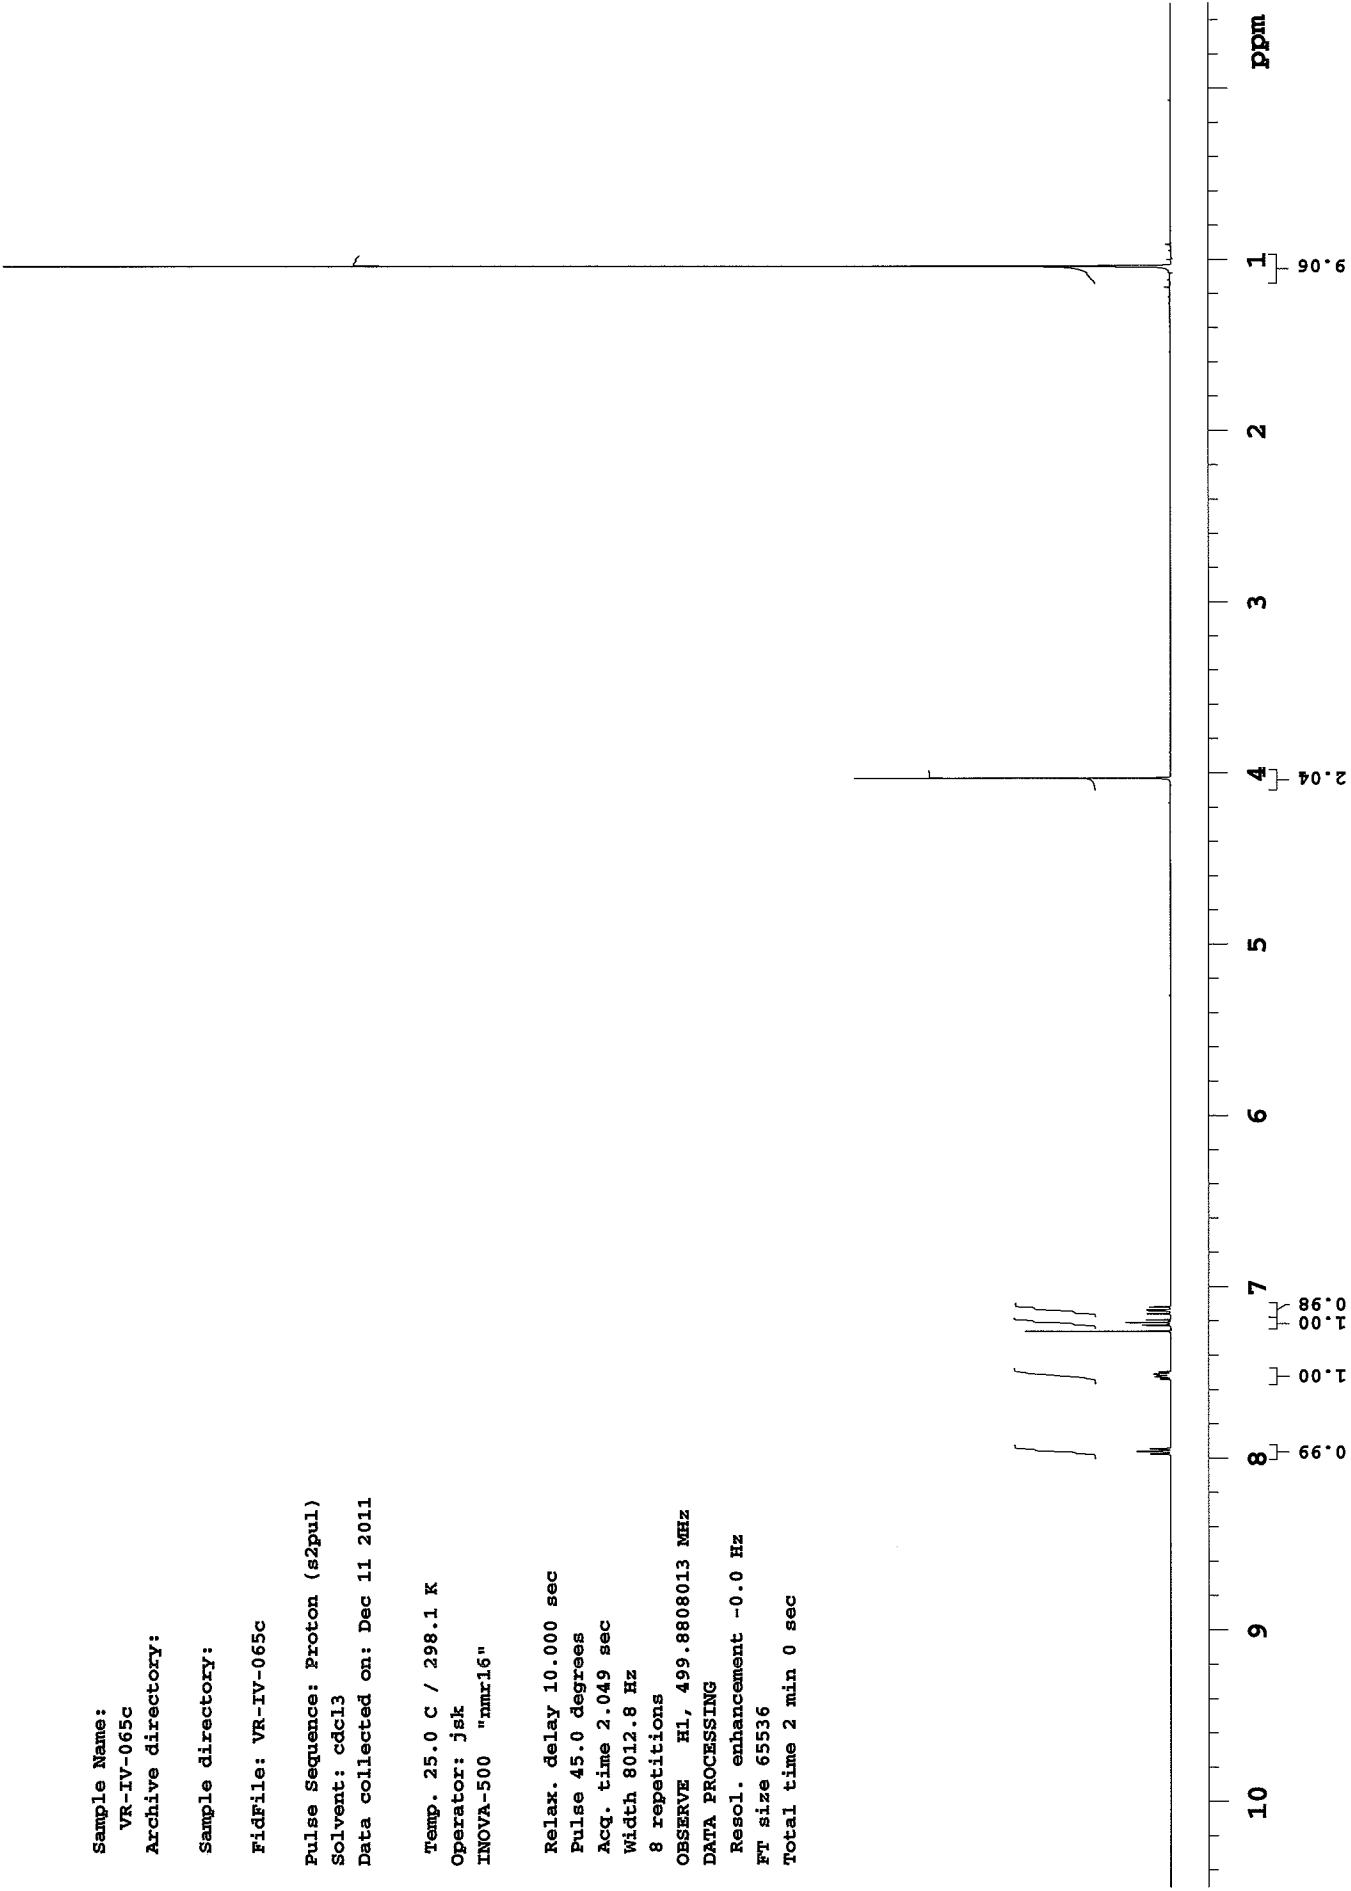 Sample Name:
VR-IV-065c
Archive directory:
Sample directory:
FidFile: VR-IV-065c
Pulse Sequence: Proton (s2pul)
Solvent: cdcl3
Data collected on: Dec 11 2011
Temp. 25.0 C / 298.1 K
Operator: jsk
INOVA-500 "nmr16"
Relax. delay 10.000 sec
Pulse 45.0 degrees
Acq. time 2.049 sec
Width 8012.8 Hz
8 repetitions
OBSERVE H1, 499.8808013 MHz
DATA PROCESSING
Resol. enhancement -0.0 Hz
FT size 65536
Total time 2 min 0 sec
10 9 8 7 6 5 4 3 2 1 ppm
0.99 1.00 1.00 0.98 2.04 9.06